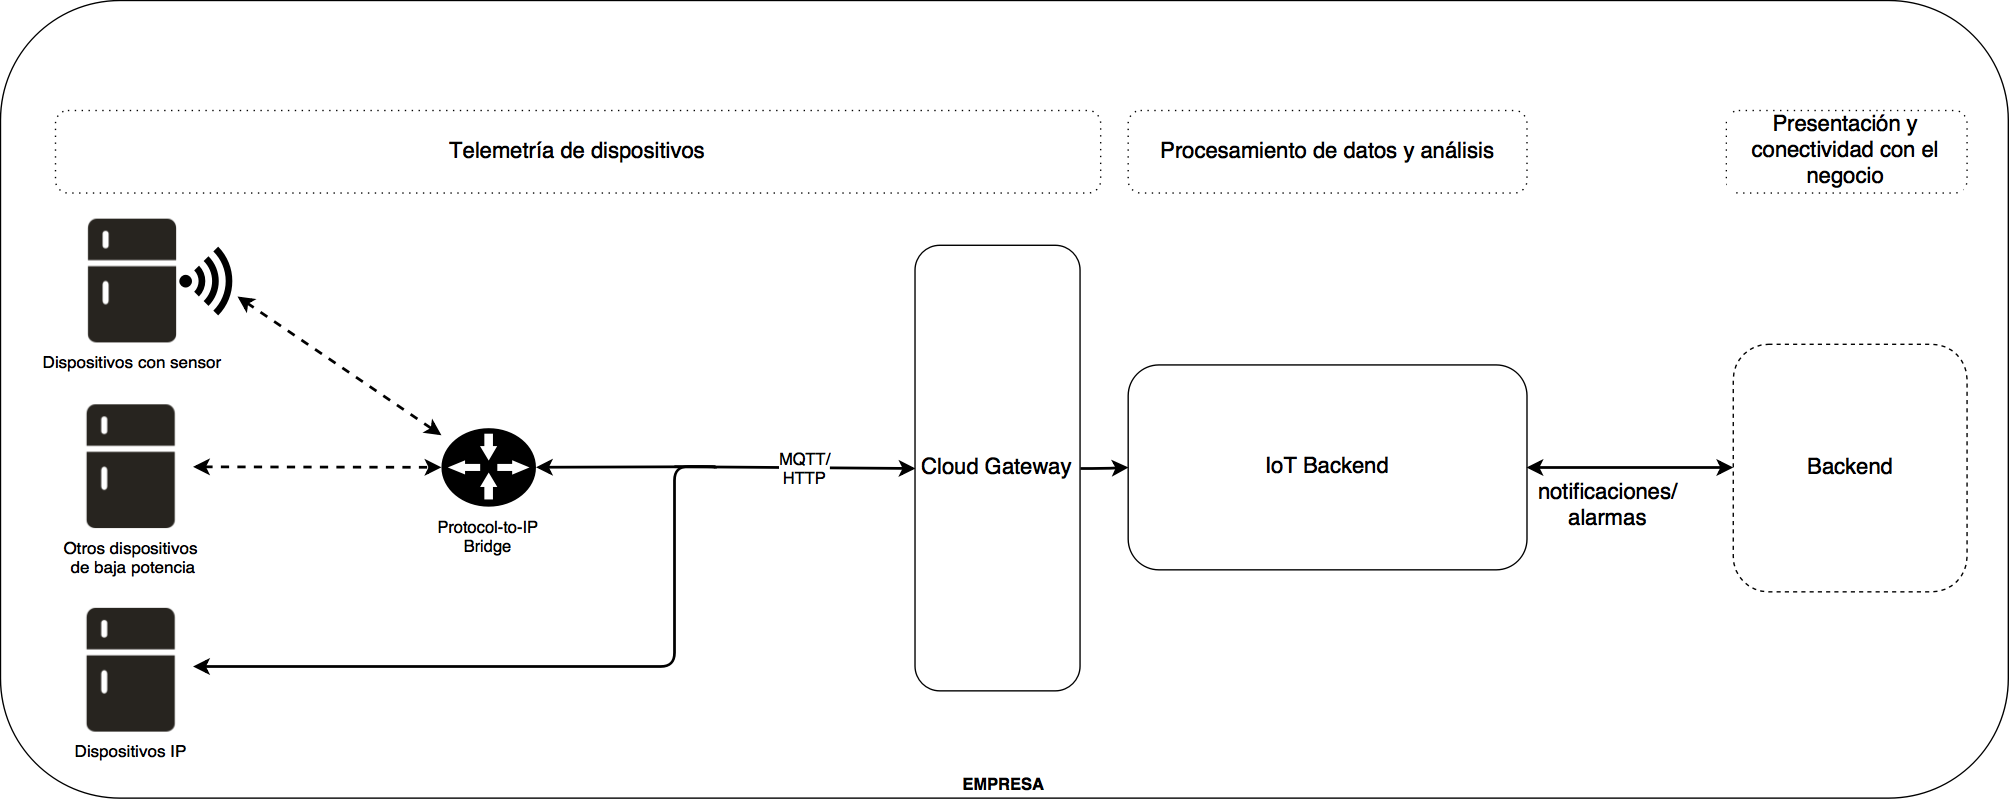 Telemetría de dispositivos
Procesamiento de datos y análisis
Presentación y
conectividad con el
negocio
Dispositivos con sensor
Otros dispositivos
de baja potencia
Dispositivos IP
Protocol-to-IP
Bridge
MQTT/
HTTP
Cloud Gateway
IoT Backend
notificaciones/
alarmas
Backend
EMPRESA